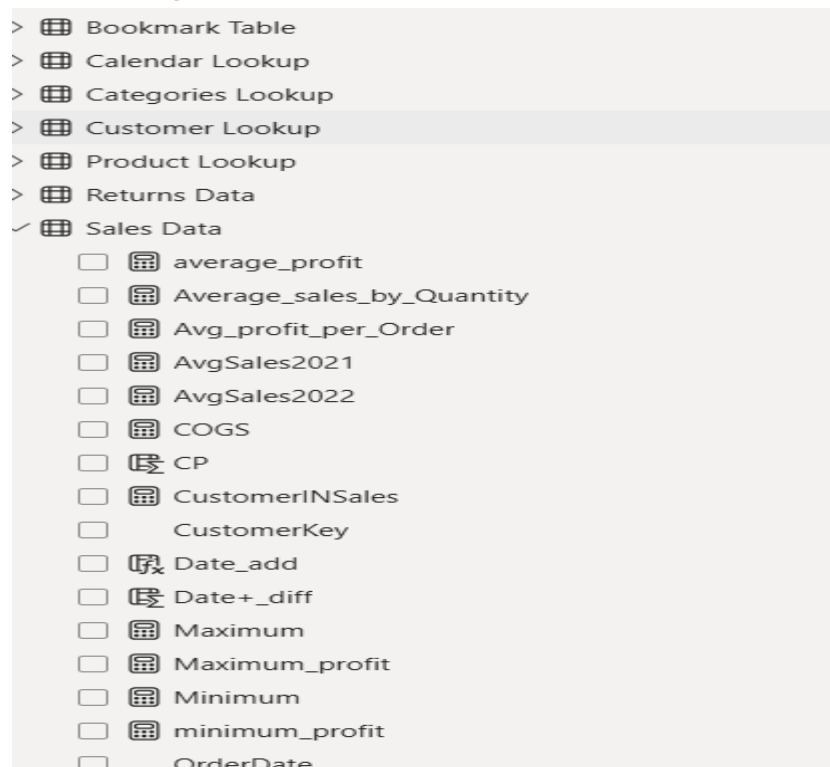 Bookmark Table
Calendar Lookup
Categories Lookup
Customer Lookup
Product Lookup
Returns Data
Sales Data
average_profit
Average_sales_by_Quantity
Avg_profit_per_Order
AvgSales2021
AvgSales2022
COGS
CP
CustomerINSales
CustomerKey
Date_add
Date+_diff
Maximum
Maximum_profit
Minimum
minimum_profit
OrderDate